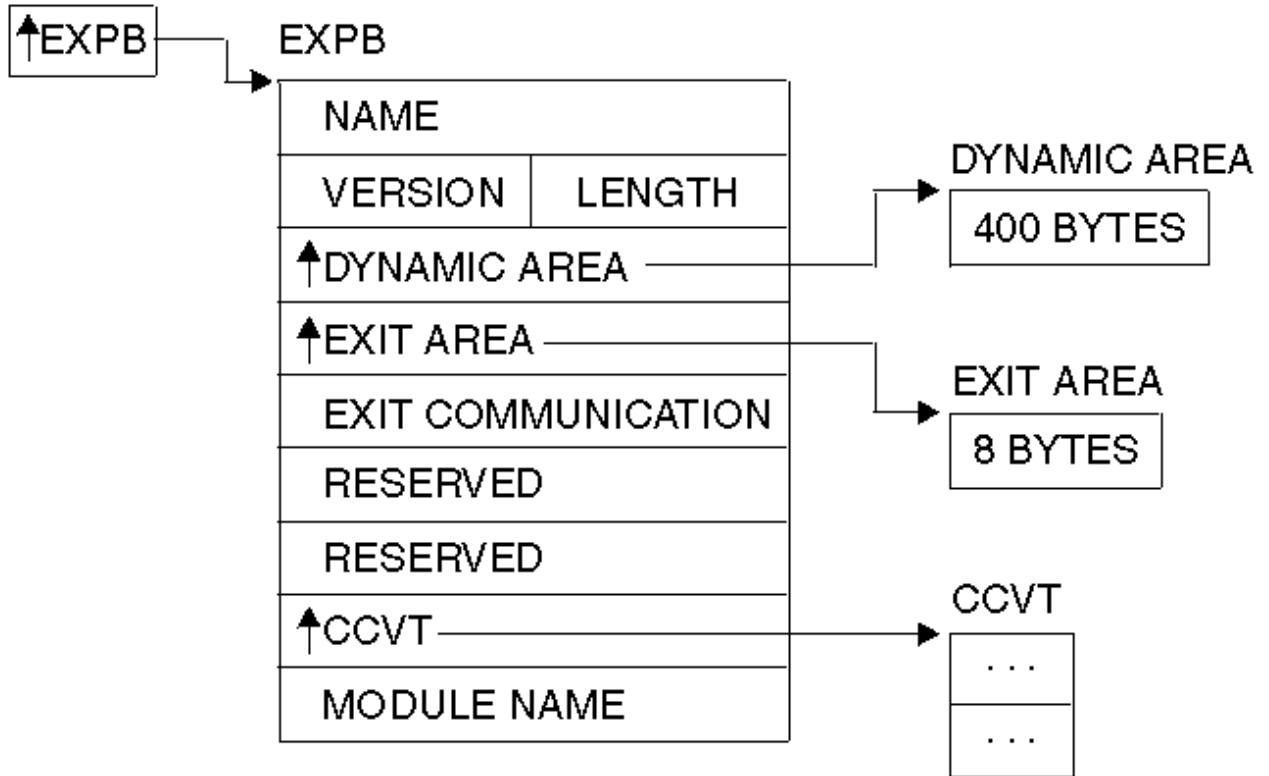 ↑EXPB
EXPB
NAME
VERSION LENGTH
↑DYNAMIC AREA
↑EXIT AREA
EXIT COMMUNICATION
RESERVED
RESERVED
↑CCVT
MODULE NAME
DYNAMIC AREA
400 BYTES
EXIT AREA
8 BYTES
CCVT
. . .
. . .